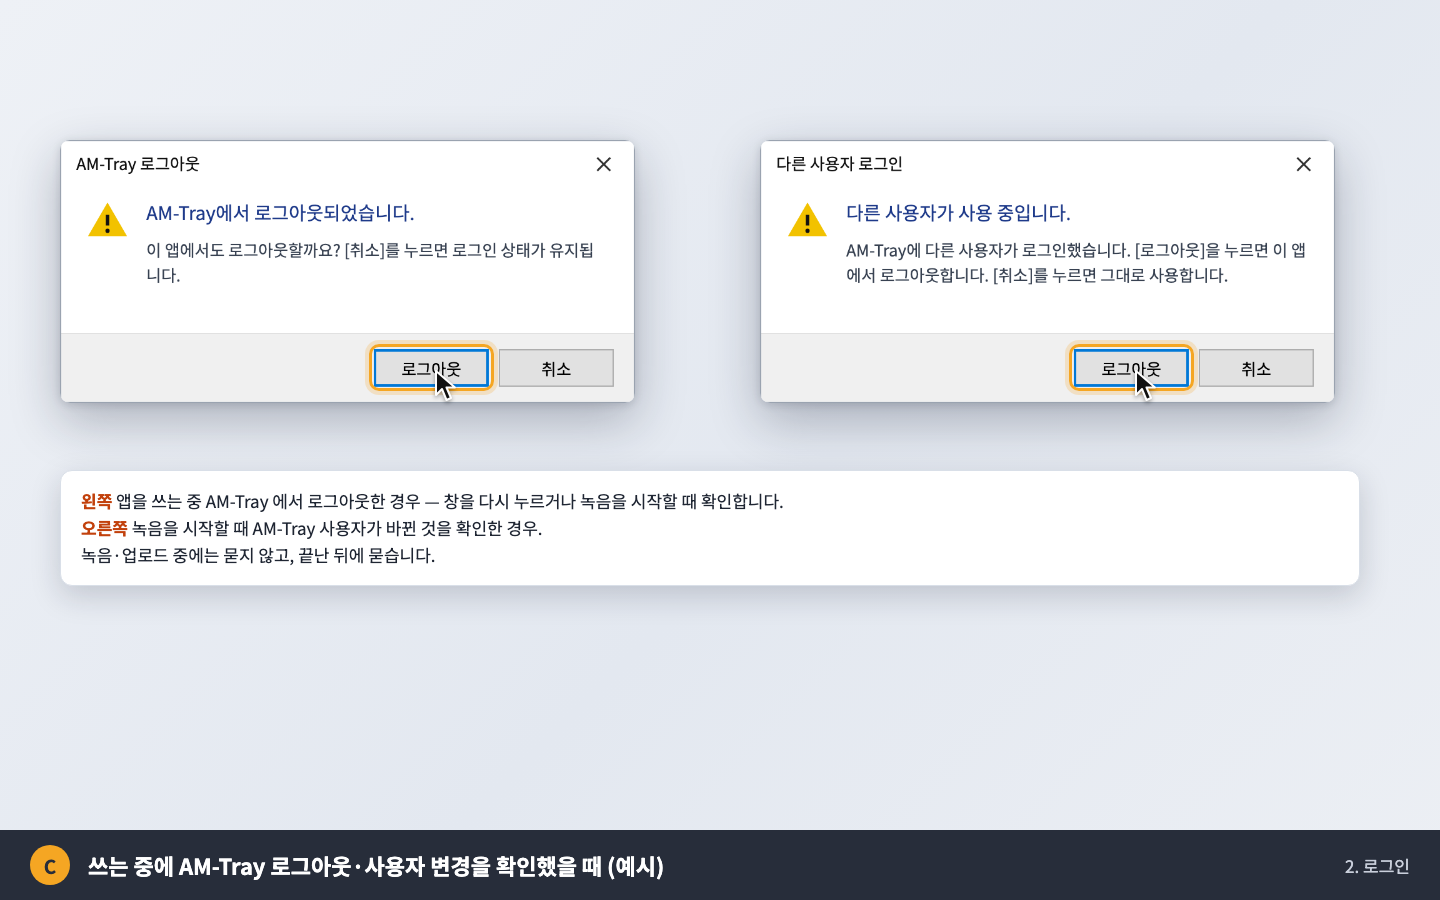 AM-Tray 로그아웃
AM-Tray에서 로그아웃되었습니다.
이 앱에서도 로그아웃할까요? [취소]를 누르면 로그인 상태가 유지됩
니다.
로그아웃
취소
다른 사용자 로그인
다른 사용자가 사용 중입니다.
AM-Tray에 다른 사용자가 로그인했습니다. [로그아웃]을 누르면 이 앱
에서 로그아웃합니다. [취소]를 누르면 그대로 사용합니다.
로그아웃
취소
왼쪽 앱을 쓰는 중 AM-Tray 에서 로그아웃한 경우 — 창을 다시 누르거나 녹음을 시작할 때 확인합니다.
오른쪽 녹음을 시작할 때 AM-Tray 사용자가 바뀐 것을 확인한 경우.
녹음·업로드 중에는 묻지 않고, 끝난 뒤에 묻습니다.
C
쓰는 중에 AM-Tray 로그아웃·사용자 변경을 확인했을 때 (예시)
2. 로그인